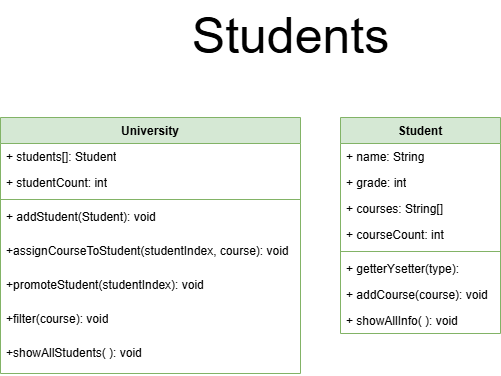 Students
University
+ students[]: Student
+ studentCount: int
+ addStudent(Student): void
+assignCourseToStudent(studentIndex, course): void
+promoteStudent(studentIndex): void
+filter(course): void
+showAllStudents( ): void
Student
+ name: String
+ grade: int
+ courses: String[]
+ courseCount: int
+ getterYsetter(type):
+ addCourse(course): void
+ showAllInfo( ): void